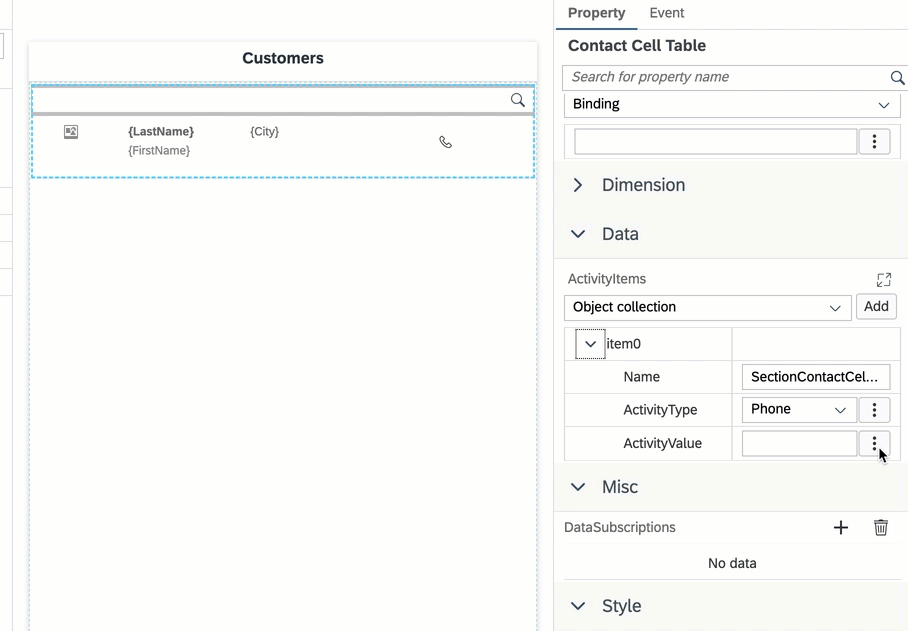 Customers
{LastName}
{City}
{FirstName}
Property
Event
Contact Cell Table
Search for property name
Binding
Dimension
Data
ActivityItems
Object collection
Add
item0
Name
SectionContactCel...
ActivityType
Phone
ActivityValue
Misc
DataSubscriptions
No data
Style